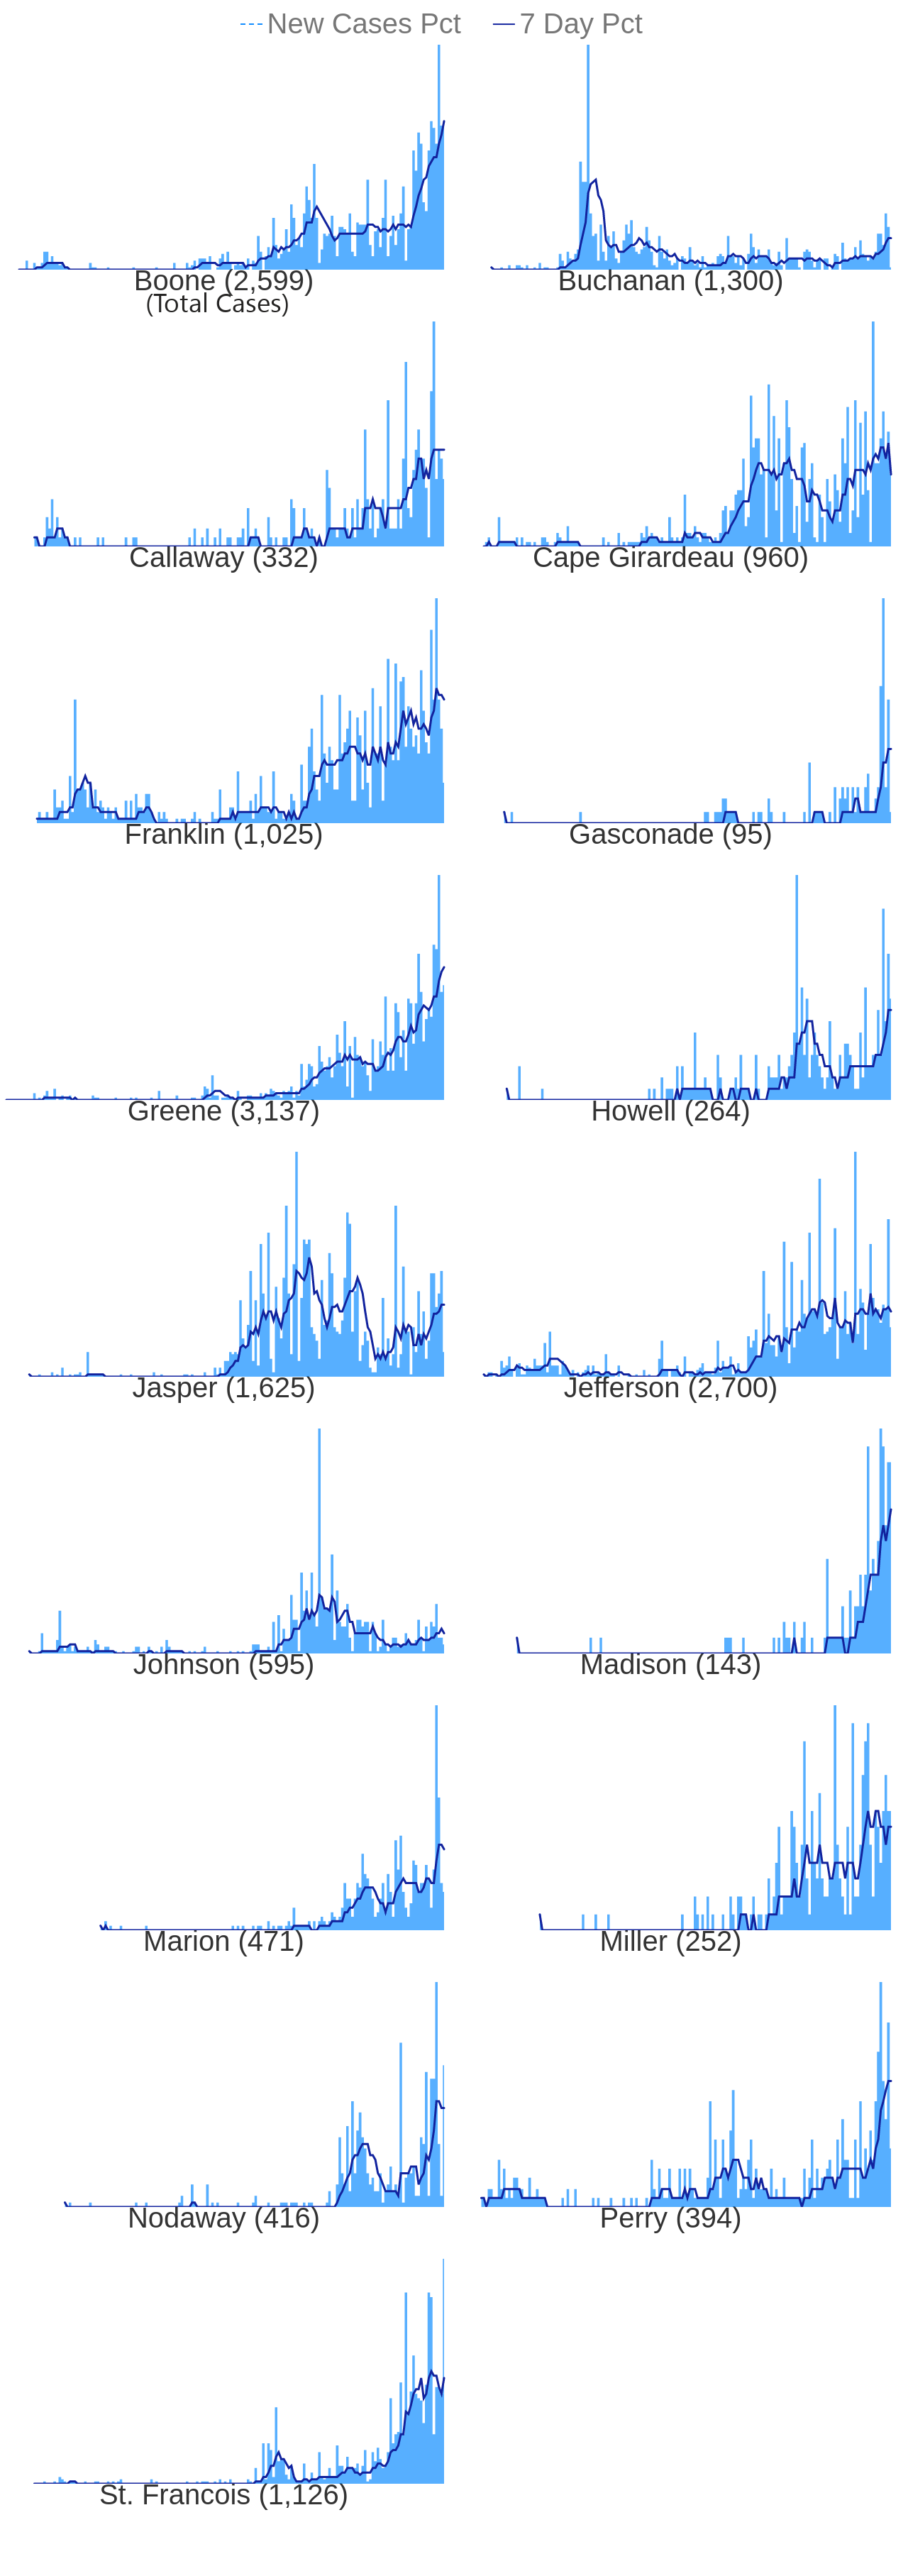 New Cases Pct 7 Day Pct
Boone (2,599) Buchanan (1,300)
(Total Cases)
Callaway (332) Cape Girardeau (960)
Franklin (1,025) Gasconade (95)
Greene (3,137) Howell (264)
Jasper (1,625) Jefferson (2,700)
Johnson (595) Madison (143)
Marion (471) Miller (252)
Nodaway (416) Perry (394)
St. Francois (1,126)